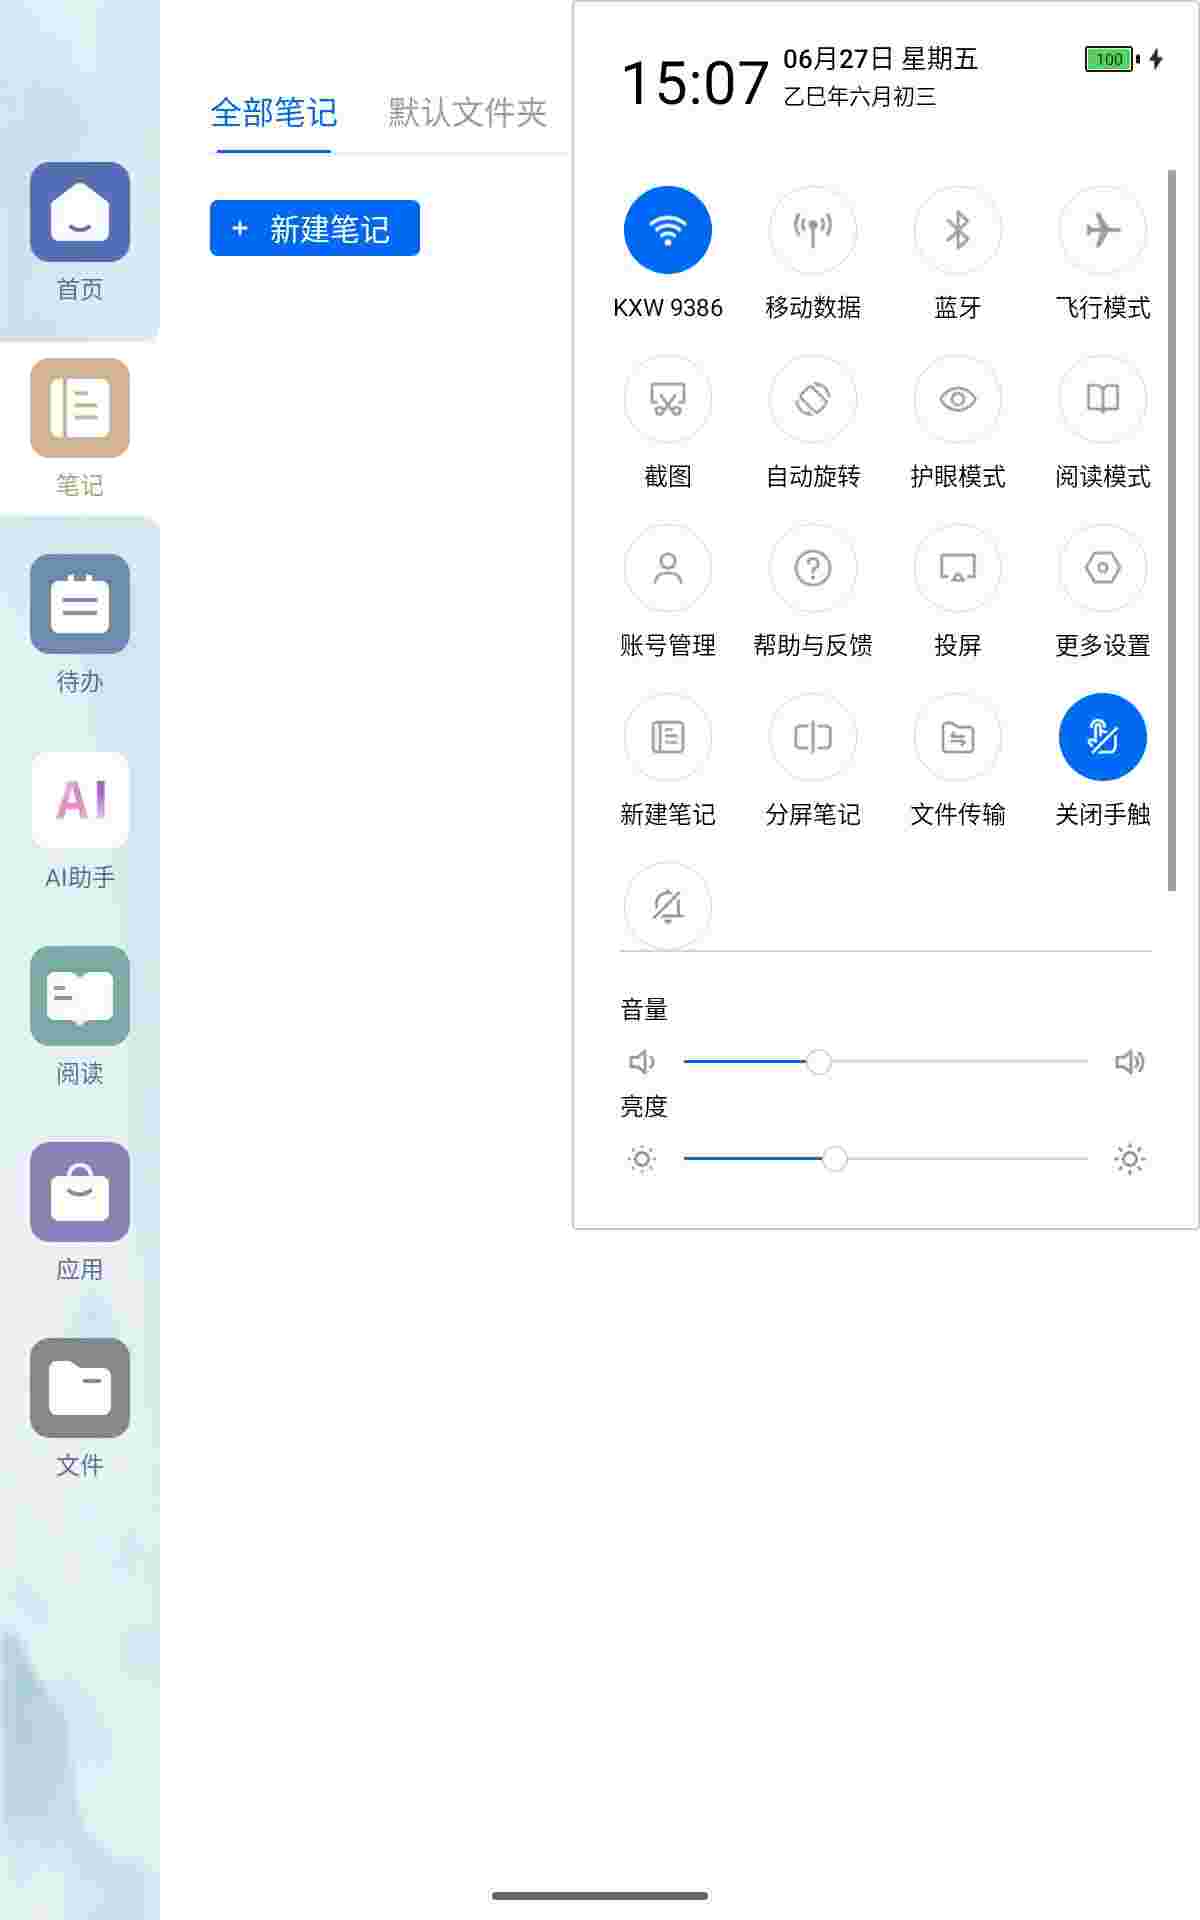 首页
笔记
待办
AI
AI助手
阅读
应用
文件
全部笔记 默认文件夹
+ 新建笔记
15:07
06月27日 星期五
乙巳年六月初三
100
KXW 9386 移动数据 蓝牙 飞行模式
截图 自动旋转 护眼模式 阅读模式
账号管理 帮助与反馈 投屏 更多设置
新建笔记 分屏笔记 文件传输 关闭手触
音量
亮度